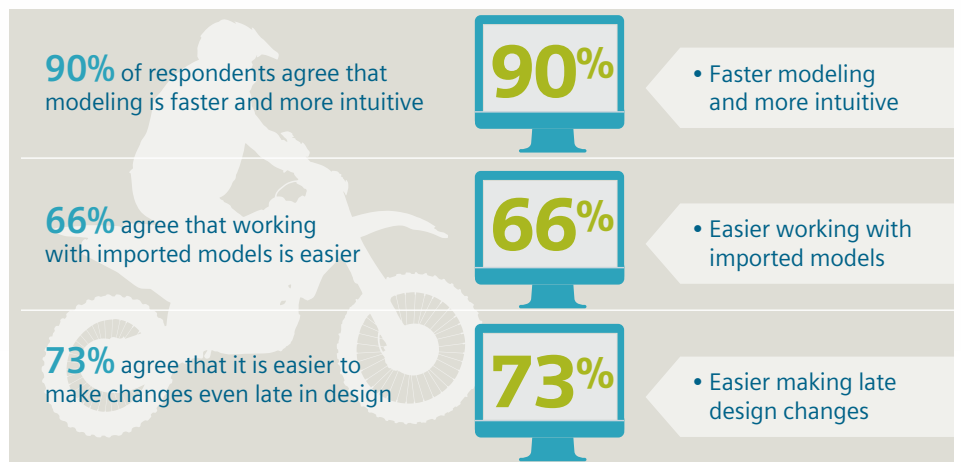 90% of respondents agree that
modeling is faster and more intuitive
90%
• Faster modeling
and more intuitive
66% agree that working
with imported models is easier
66%
• Easier working with
imported models
73% agree that it is easier to
make changes even late in design
73%
• Easier making late
design changes